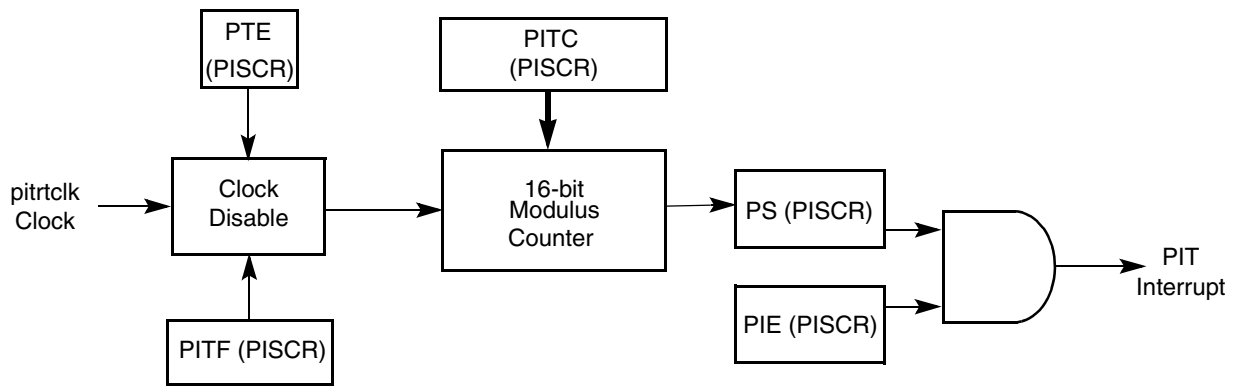 PTE
(PISCR)
PITC
(PISCR)
pitrtclk
Clock
Clock
Disable
16-bit
Modulus
Counter
PS (PISCR)
PIT
Interrupt
PIE (PISCR)
PITF (PISCR)